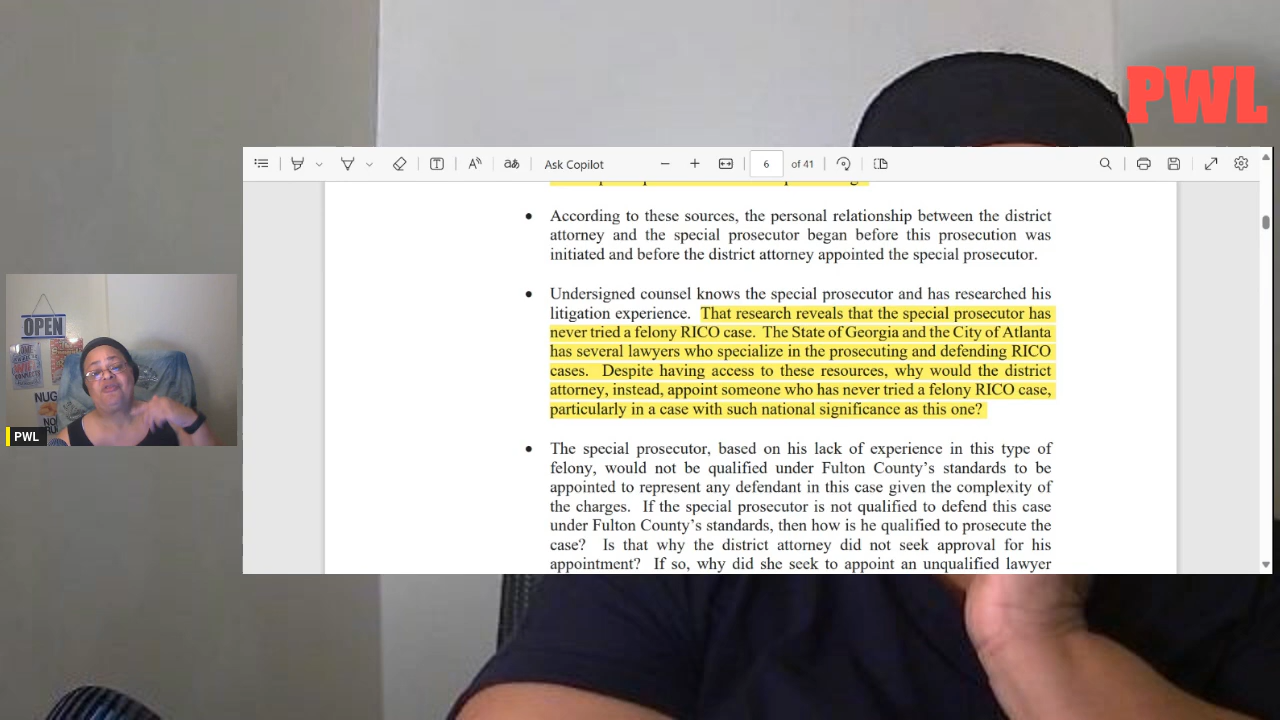 PWL
Ask Copilot
6 of 41
According to these sources, the personal relationship between the district
attorney and the special prosecutor began before this prosecution was
initiated and before the district attorney appointed the special prosecutor.
Undersigned counsel knows the special prosecutor and has researched his
litigation experience. That research reveals that the special prosecutor has
never tried a felony RICO case. The State of Georgia and the City of Atlanta
has several lawyers who specialize in the prosecuting and defending RICO
cases. Despite having access to these resources, why would the district
attorney, instead, appoint someone who has never tried a felony RICO case,
particularly in a case with such national significance as this one?
The special prosecutor, based on his lack of experience in this type of
felony, would not be qualified under Fulton County's standards to be
appointed to represent any defendant in this case given the complexity of
the charges. If the special prosecutor is not qualified to defend this case
under Fulton County's standards, then how is he qualified to prosecute the
case? Is that why the district attorney did not seek approval for his
appointment? If so, why did she seek to appoint an unqualified lawyer
OPEN
NUG
NO
PWL